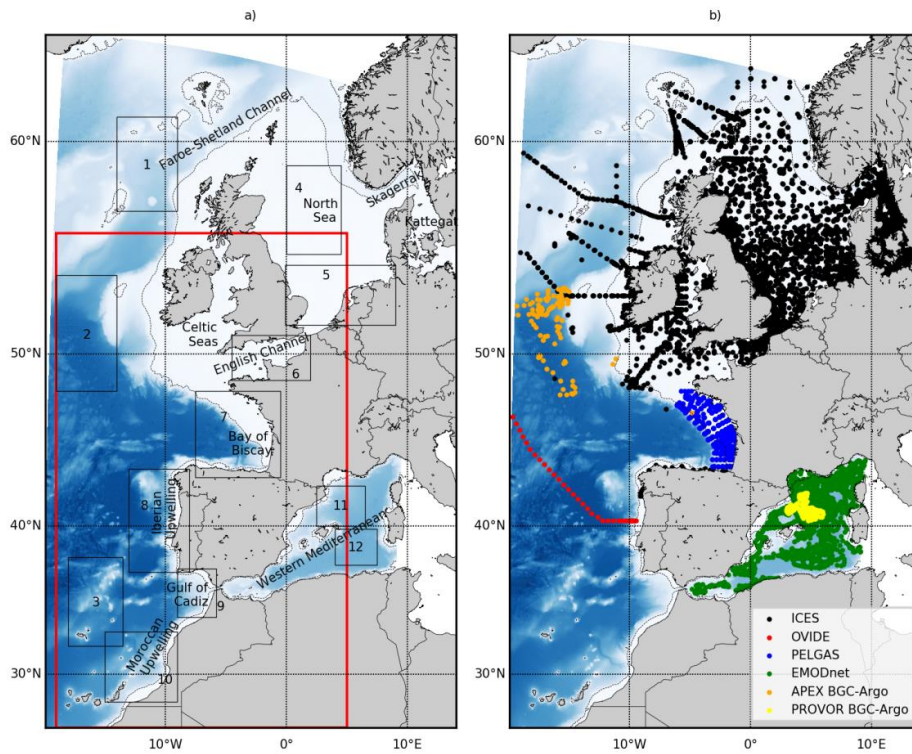 a)
b)
60°N
50°N
40°N
30°N
10°W
0°
10°E
1
Faroe-Shetland Channel
4
North
Sea
Skagerrak
Kattegat
5
2
Celtic
Seas
English Channel
6
7
Bay of
Biscay
8
Iberian
Upwelling
11
12
Western Mediterranean
3
Gulf of
Cadiz
9
Moroccan
Upwelling
10
60°N
50°N
40°N
30°N
10°W
0°
10°E
ICES
OVIDE
PELGAS
EMODnet
APEX BGC-Argo
PROVOR BGC-Argo